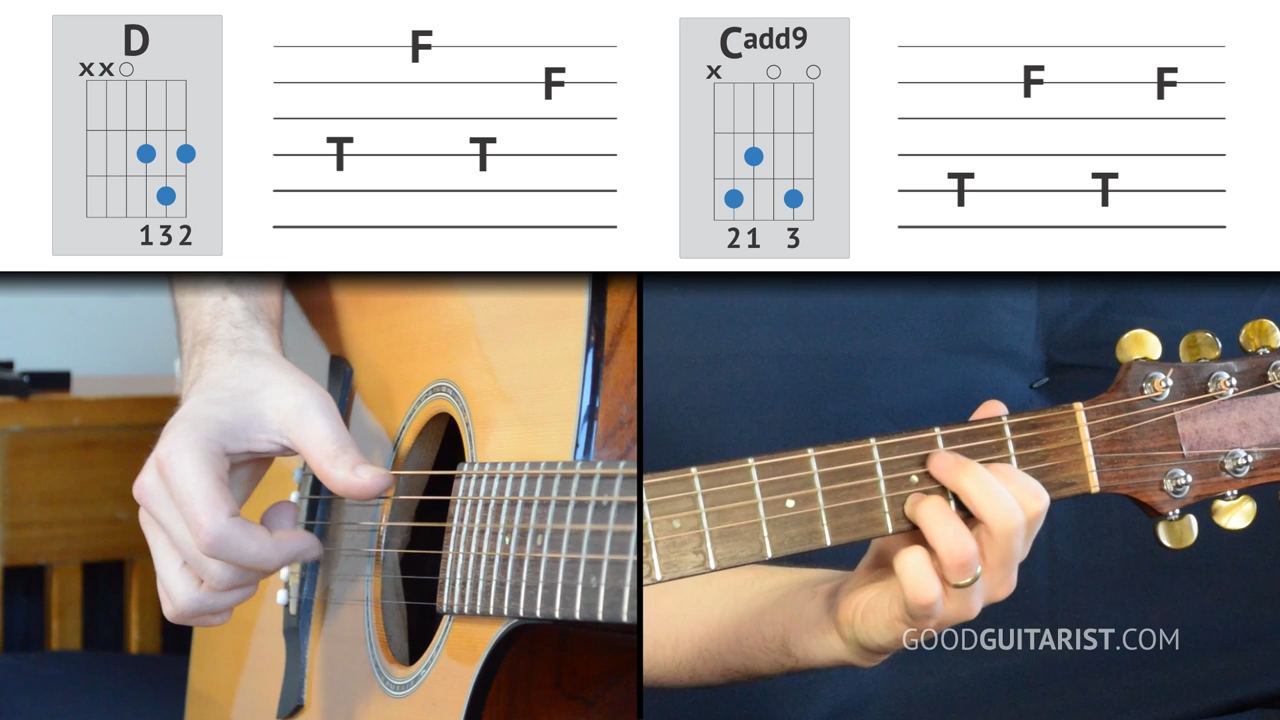 D
xx○
132
F
F
T T
Cadd9
x ○ ○
21 3
F F
T T
GOODGUITARIST.COM